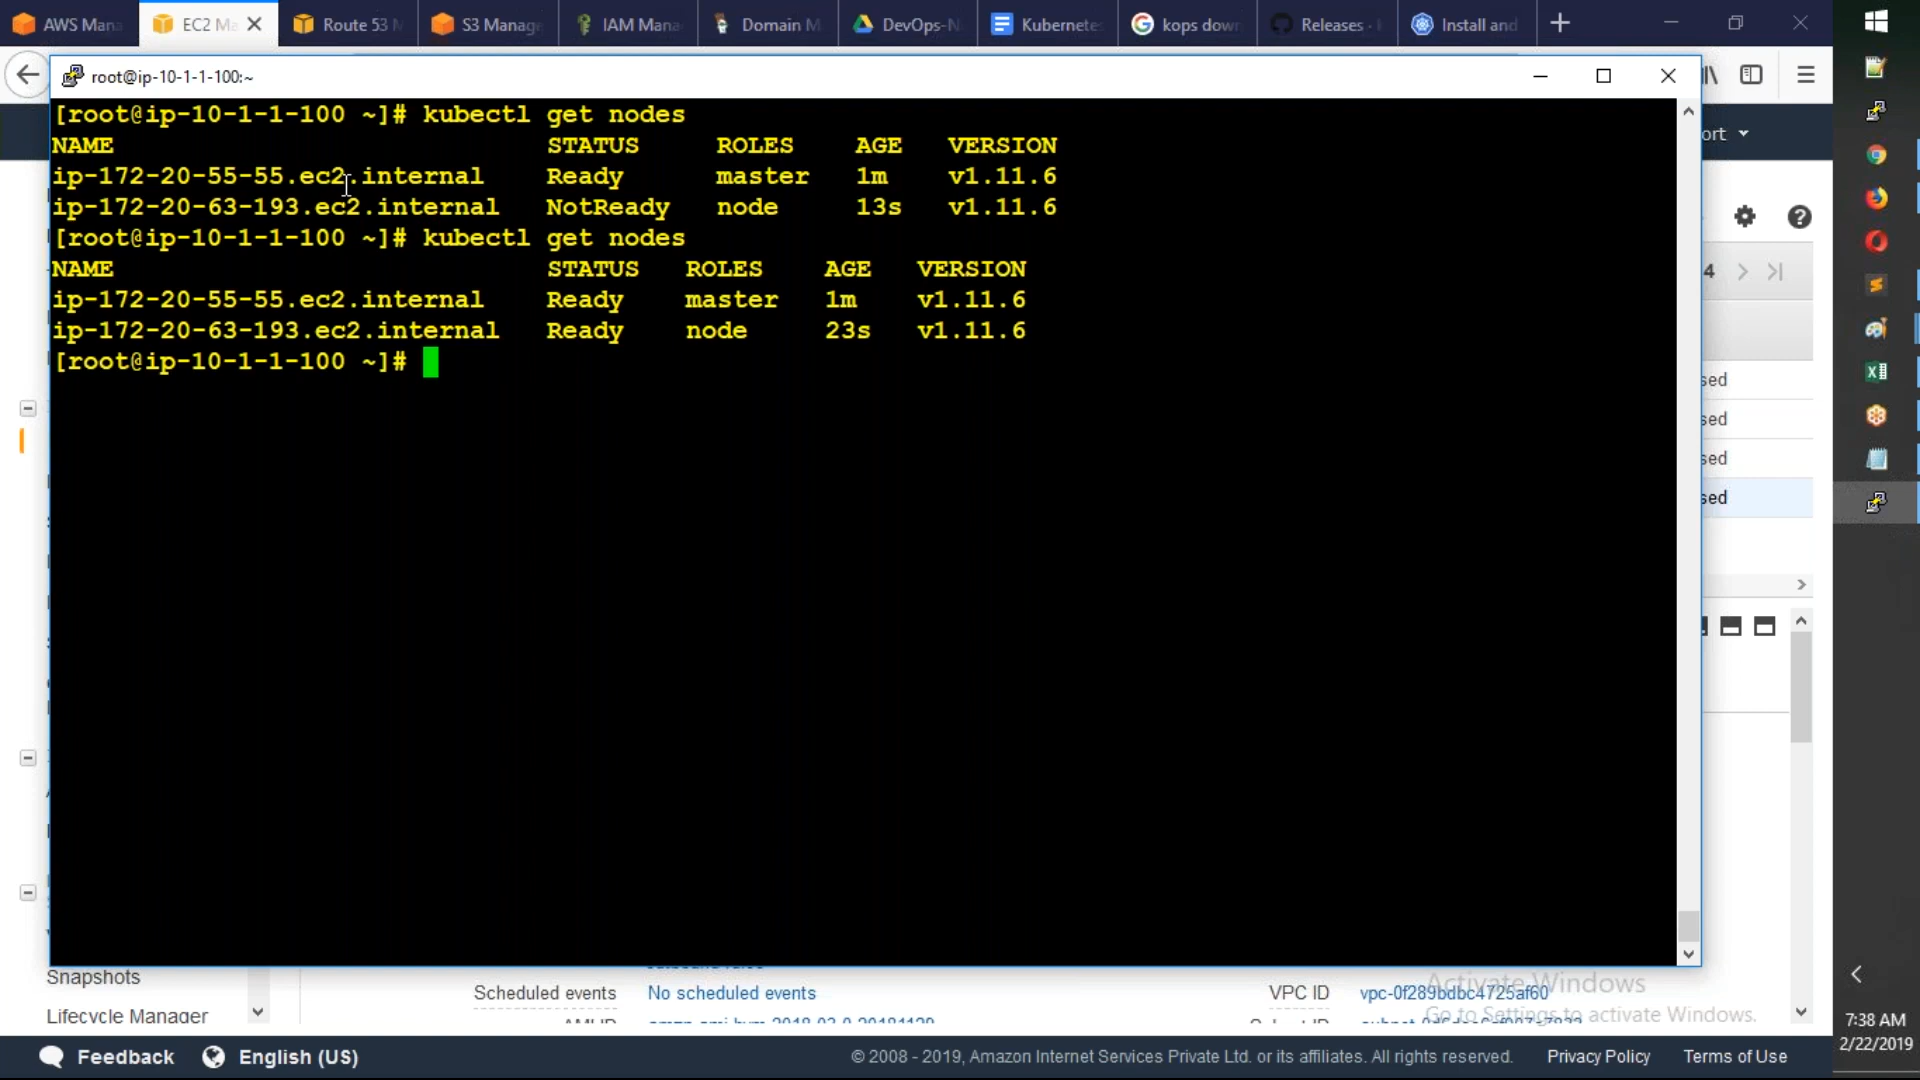 AWS Mana
EC2 Ma
Route 53 M
S3 Manag
IAM Mana
Domain M
DevOps-N
Kubernete
kops dow
Releases ·
Install and
root@ip-10-1-1-100:~
[root@ip-10-1-1-100 ~]# kubectl get nodes
NAME STATUS ROLES AGE VERSION
ip-172-20-55-55.ec2.internal Ready master 1m v1.11.6
ip-172-20-63-193.ec2.internal NotReady node 13s v1.11.6
[root@ip-10-1-1-100 ~]# kubectl get nodes
NAME STATUS ROLES AGE VERSION
ip-172-20-55-55.ec2.internal Ready master 1m v1.11.6
ip-172-20-63-193.ec2.internal Ready node 23s v1.11.6
[root@ip-10-1-1-100 ~]#
ort
4
sed
sed
sed
sed
Snapshots
Lifecycle Manager
Scheduled events No scheduled events
VPC ID vpc-0f289bdbc4725af60
Activate Windows
Go to Settings to activate Windows.
7:38 AM
2/22/2019
Feedback English (US)
© 2008 - 2019, Amazon Internet Services Private Ltd. or its affiliates. All rights reserved. Privacy Policy Terms of Use